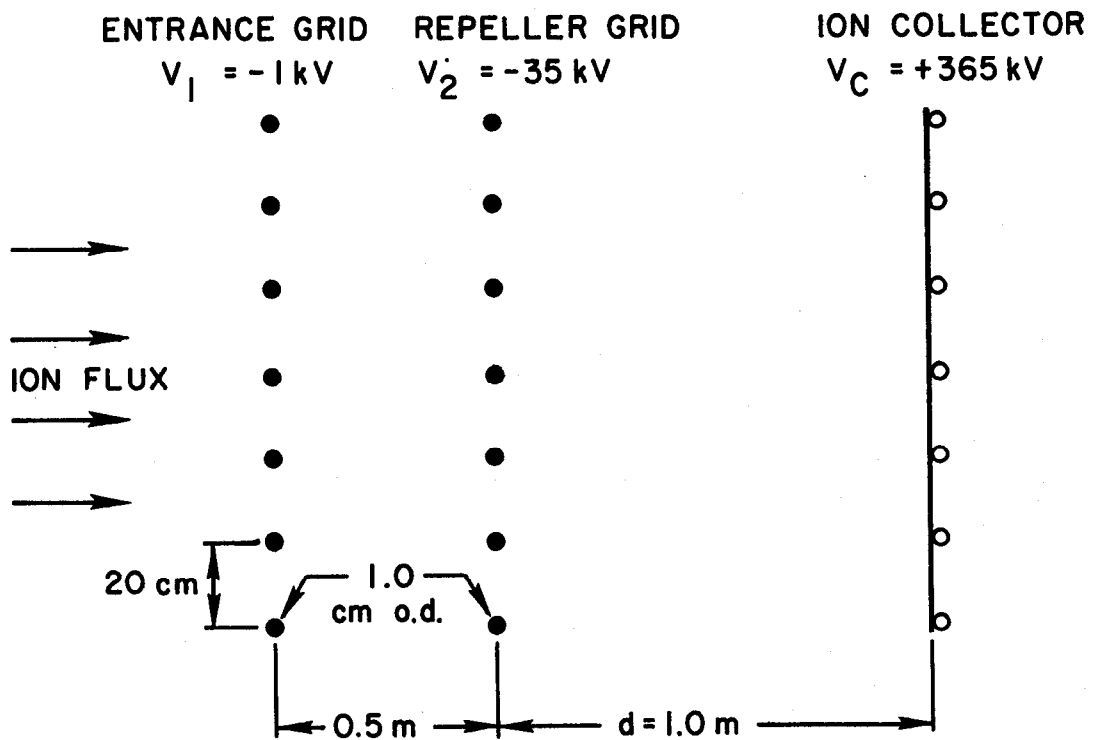 ENTRANCE GRID
V1 = -1 kV
REPELLER GRID
V2 = -35 kV
ION COLLECTOR
VC = +365 kV
ION FLUX
20 cm
1.0
cm o.d.
0.5 m
d = 1.0 m